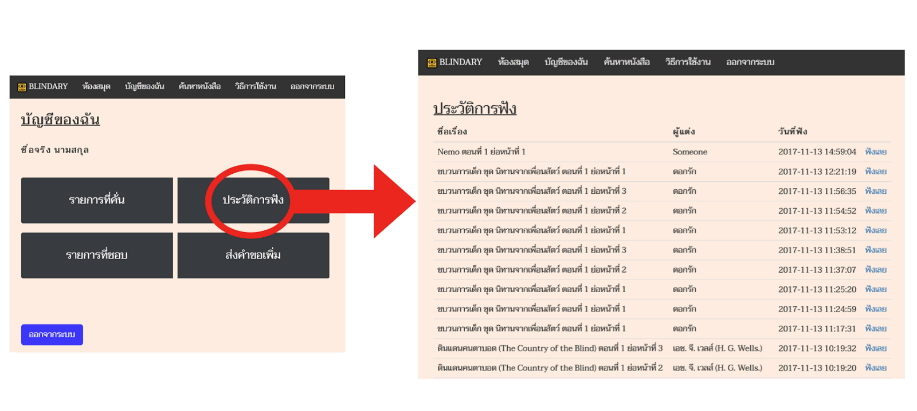 BLINDARY ห้องสมุด บัญชีของฉัน ค้นหาหนังสือ วิธีการใช้งาน ออกจากระบบ
บัญชีของฉัน
ชื่อจริง นามสกุล
รายการที่คั่น ประวัติการฟัง
รายการที่ชอบ ส่งคำขอเพิ่ม
ออกจากระบบ
BLINDARY ห้องสมุด บัญชีของฉัน ค้นหาหนังสือ วิธีการใช้งาน ออกจากระบบ
ประวัติการฟัง
ชื่อเรื่อง ผู้แต่ง วันที่ฟัง
Nemo ตอนที่ 1 ย่อหน้าที่ 1 Someone 2017-11-13 14:59:04 ฟังเลย
ขบวนการเด็ก ชุด นิทานจากเพื่อนสัตว์ ตอนที่ 1 ย่อหน้าที่ 1 ดอกรัก 2017-11-13 12:21:19 ฟังเลย
ขบวนการเด็ก ชุด นิทานจากเพื่อนสัตว์ ตอนที่ 1 ย่อหน้าที่ 3 ดอกรัก 2017-11-13 11:56:35 ฟังเลย
ขบวนการเด็ก ชุด นิทานจากเพื่อนสัตว์ ตอนที่ 1 ย่อหน้าที่ 2 ดอกรัก 2017-11-13 11:54:52 ฟังเลย
ขบวนการเด็ก ชุด นิทานจากเพื่อนสัตว์ ตอนที่ 1 ย่อหน้าที่ 1 ดอกรัก 2017-11-13 11:53:12 ฟังเลย
ขบวนการเด็ก ชุด นิทานจากเพื่อนสัตว์ ตอนที่ 1 ย่อหน้าที่ 3 ดอกรัก 2017-11-13 11:38:51 ฟังเลย
ขบวนการเด็ก ชุด นิทานจากเพื่อนสัตว์ ตอนที่ 1 ย่อหน้าที่ 2 ดอกรัก 2017-11-13 11:37:07 ฟังเลย
ขบวนการเด็ก ชุด นิทานจากเพื่อนสัตว์ ตอนที่ 1 ย่อหน้าที่ 1 ดอกรัก 2017-11-13 11:25:20 ฟังเลย
ขบวนการเด็ก ชุด นิทานจากเพื่อนสัตว์ ตอนที่ 1 ย่อหน้าที่ 1 ดอกรัก 2017-11-13 11:24:59 ฟังเลย
ขบวนการเด็ก ชุด นิทานจากเพื่อนสัตว์ ตอนที่ 1 ย่อหน้าที่ 1 ดอกรัก 2017-11-13 11:17:31 ฟังเลย
ดินแดนคนตาบอด (The Country of the Blind) ตอนที่ 1 ย่อหน้าที่ 3 เอช. จี. เวลส์ (H. G. Wells.) 2017-11-13 10:19:32 ฟังเลย
ดินแดนคนตาบอด (The Country of the Blind) ตอนที่ 1 ย่อหน้าที่ 2 เอช. จี. เวลส์ (H. G. Wells.) 2017-11-13 10:19:20 ฟังเลย